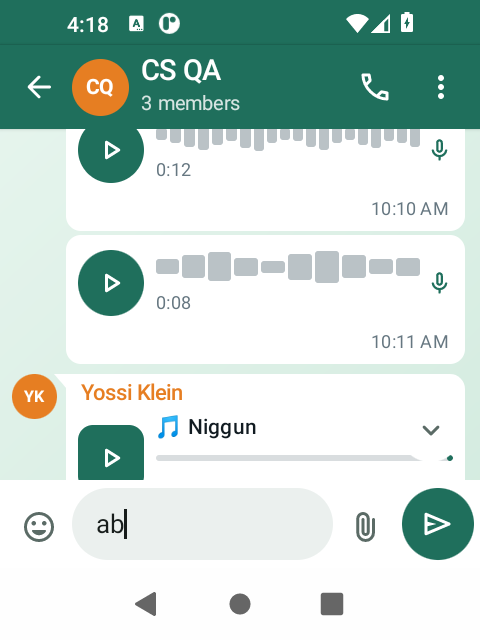 4:18
A
CQ
CS QA
3 members
0:12
10:10 AM
0:08
10:11 AM
YK
Yossi Klein
🎵 Niggun
ab